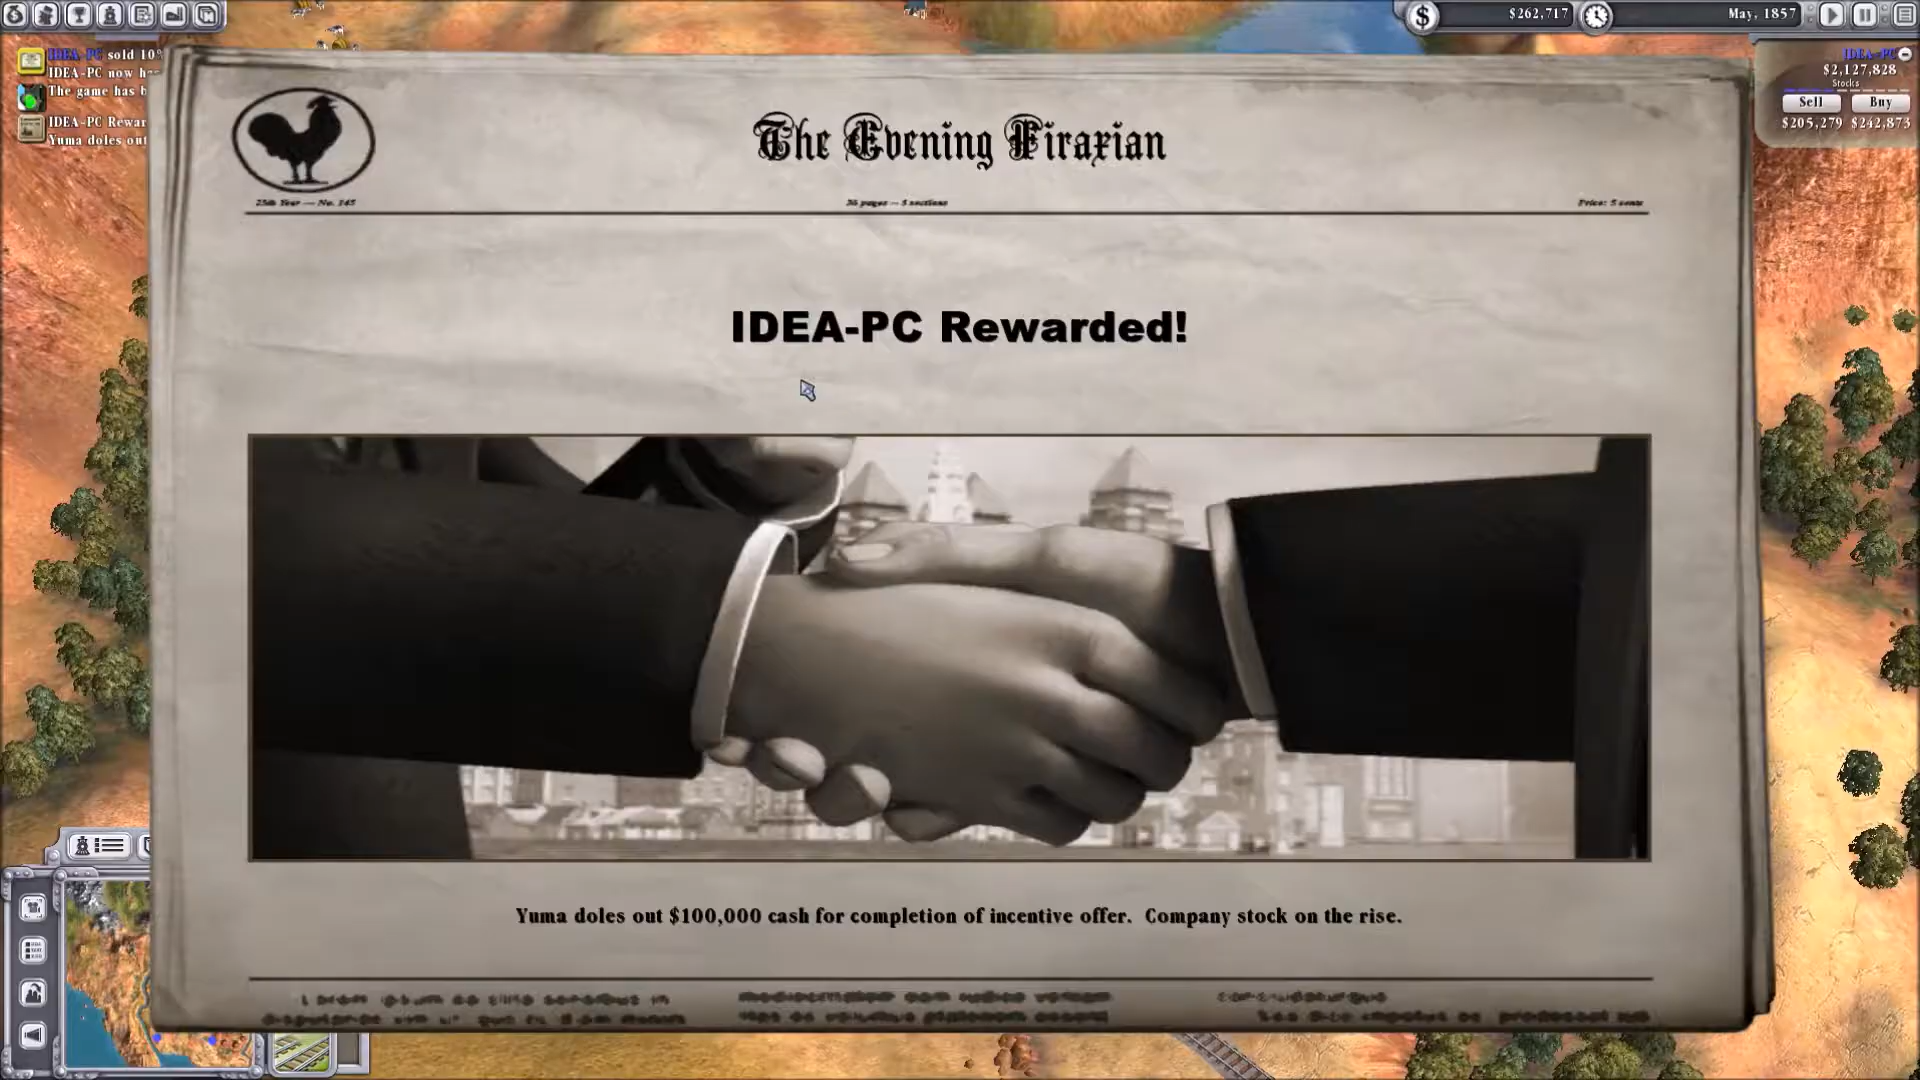 $262,717
May, 1857
IDEA-PC sold 10%
IDEA-PC now ha
The game has b
IDEA-PC Rewar
Yuma doles out
IDEA-PC
$2,127,828
Stocks
Sell Buy
$205,279 $242,873
The Evening Firaxian
25th Year — No. 145
36 pages — 5 sections
Price: 5 cents
IDEA-PC Rewarded!
Yuma doles out $100,000 cash for completion of incentive offer. Company stock on the rise.